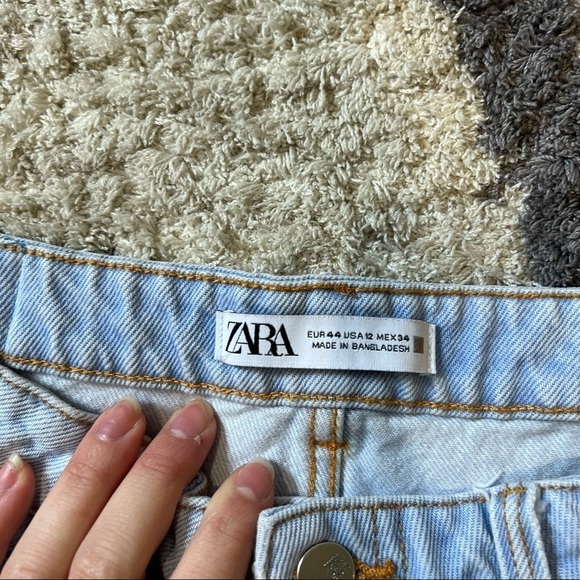 ZARA
EUR 44 USA 12 MEX 34
MADE IN BANGLADESH